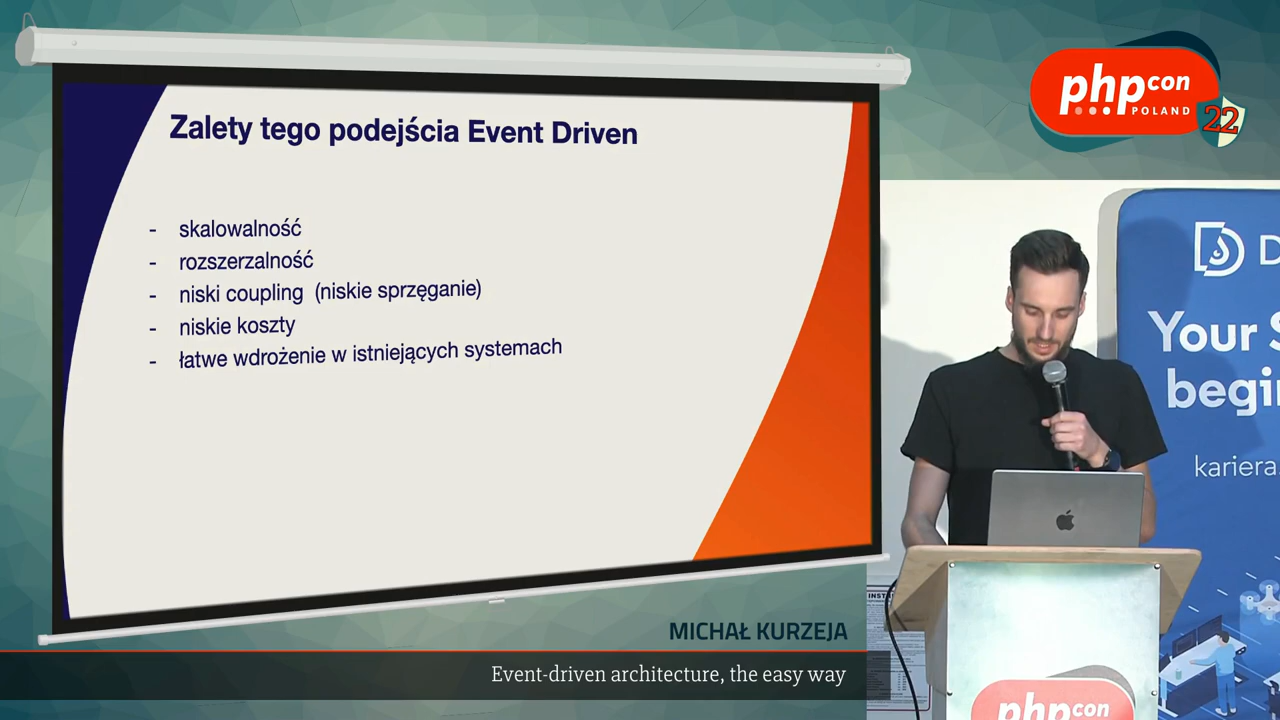 Zalety tego podejścia Event Driven
- skalowalność
- rozszerzalność
- niski coupling (niskie sprzęganie)
- niskie koszty
- łatwe wdrożenie w istniejących systemach
phpcon
POLAND
22
D
Your S
begi
kariera.
INST
MICHAŁ KURZEJA
Event-driven architecture, the easy way
phpcon